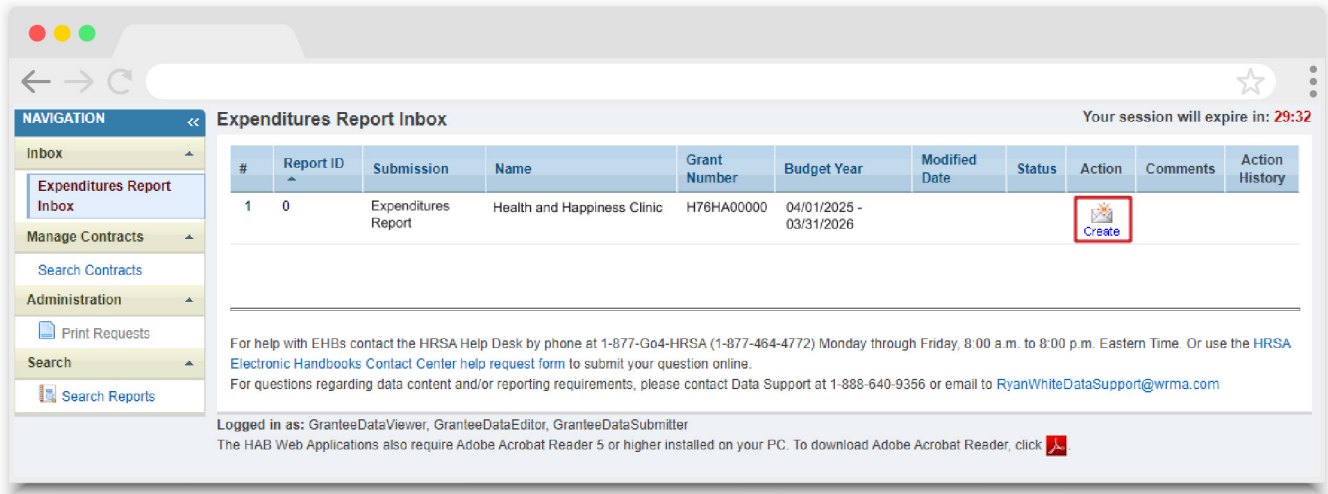 NAVIGATION «
Inbox
Expenditures Report
Inbox
Manage Contracts
Search Contracts
Administration
Print Requests
Search
Search Reports
Expenditures Report Inbox
Your session will expire in: 29:32
# Report ID Submission Name Grant Number Budget Year Modified Date Status Action Comments Action History
1 0 Expenditures Report Health and Happiness Clinic H76HA00000 04/01/2025 - 03/31/2026 Create
For help with EHBs contact the HRSA Help Desk by phone at 1-877-Go4-HRSA (1-877-464-4772) Monday through Friday, 8:00 a.m. to 8:00 p.m. Eastern Time. Or use the HRSA
Electronic Handbooks Contact Center help request form to submit your question online.
For questions regarding data content and/or reporting requirements, please contact Data Support at 1-888-640-9356 or email to RyanWhiteDataSupport@wrma.com
Logged in as: GranteeDataViewer, GranteeDataEditor, GranteeDataSubmitter
The HAB Web Applications also require Adobe Acrobat Reader 5 or higher installed on your PC. To download Adobe Acrobat Reader, click .